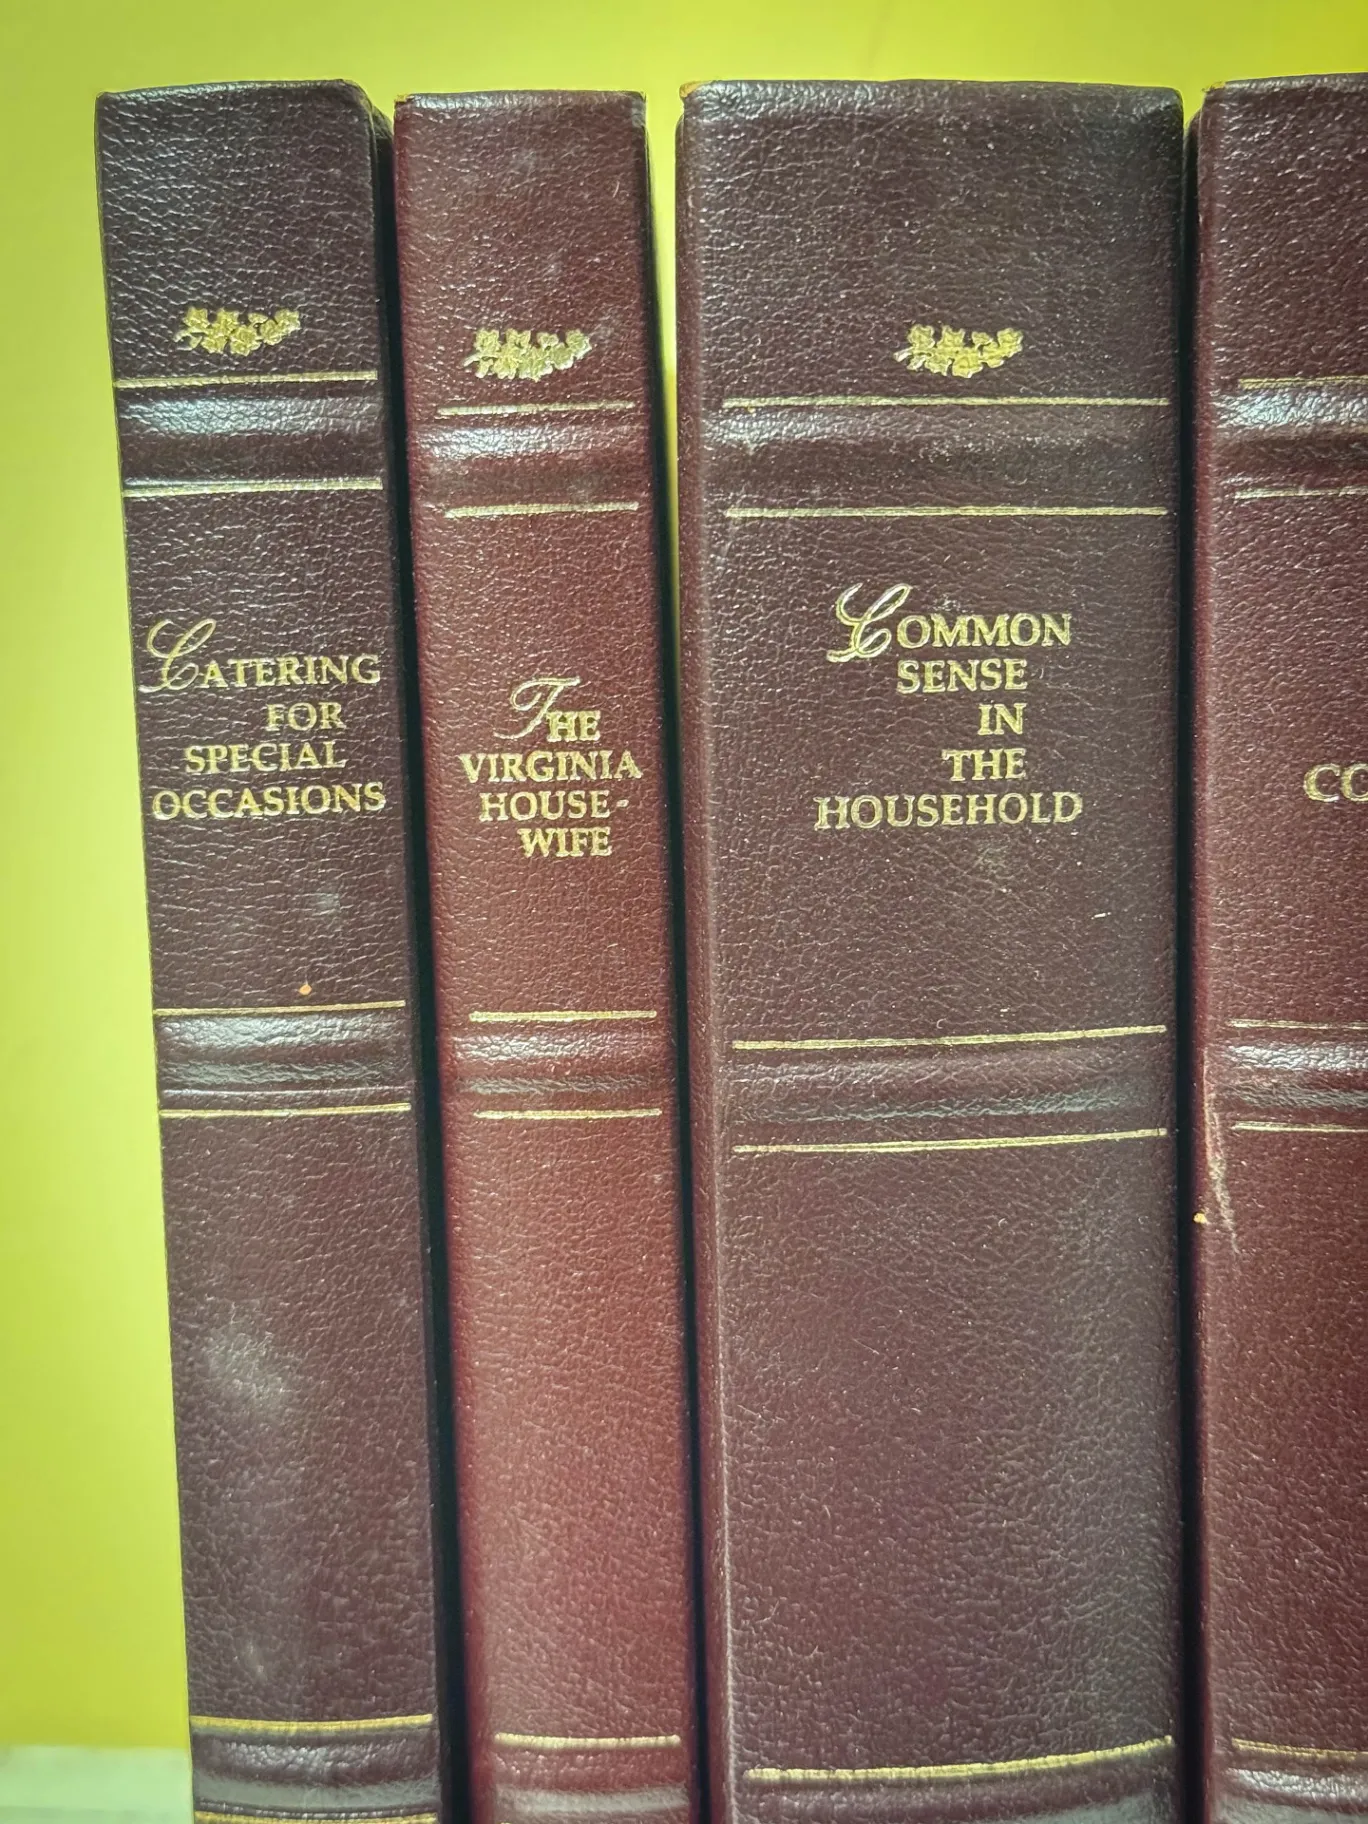 CATERING
FOR
SPECIAL
OCCASIONS
THE
VIRGINIA
HOUSE-
WIFE
COMMON
SENSE
IN
THE
HOUSEHOLD